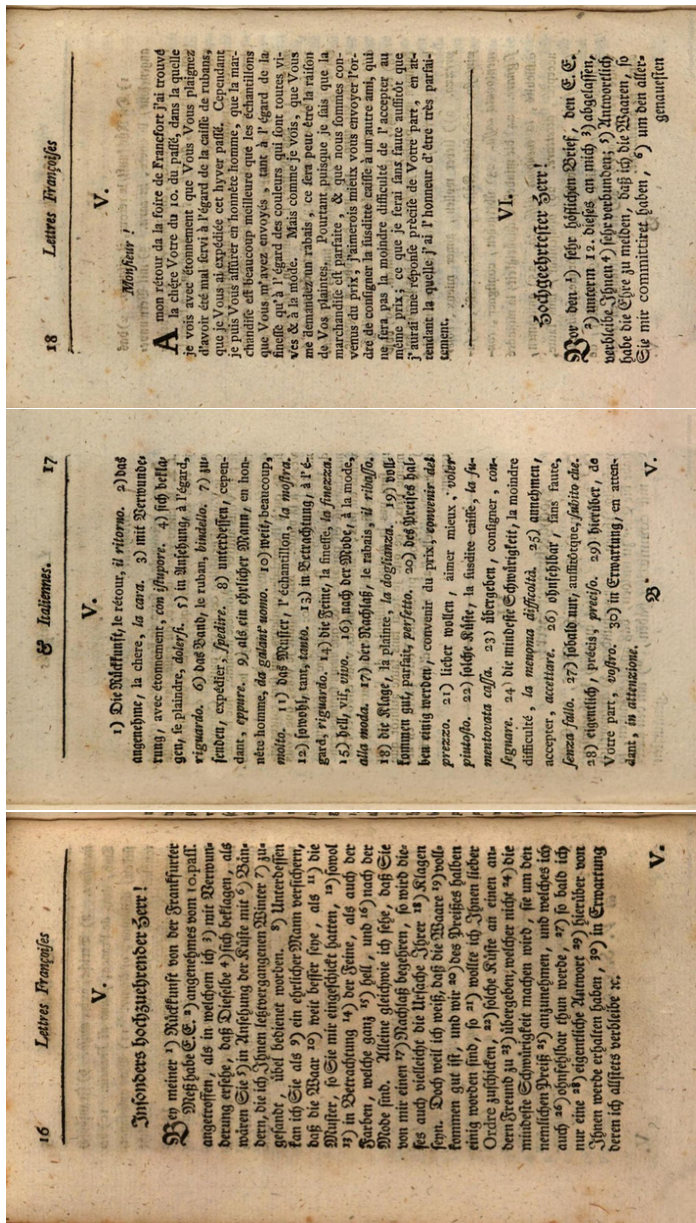 16 Lettres Françoises
V.
Insonders hochzuehrender Herr!
Bey meiner ¹) Rückkunft von der Frankfurter
Meß habe E.E. ²) angenehmes vom 10. pass.
angetroffen, als in welchem ich ³) mit Verwun-
derung ersehe, daß Dieselbe ⁴) sich beklagen, als
wären Sie ⁵) in Ansehung der Küste mit ⁶) Bän-
dern, die ich Ihnen letztvergangenen Winter ⁷) zu-
gesandt, übel bedienet worden. ⁸) Unterdessen
kan ich Sie als ⁹) ein ehrlicher Mann versichern,
daß die Waar ¹⁰) weit besser seye, als ¹¹) die
Muster, so Sie mir eingeschickt hatten, ¹²) sowol
¹³) in Betrachtung ¹⁴) der Feine, als auch der
Farben, welche ganz ¹⁵) hell, und ¹⁶) nach der
Mode sind. Alleine gleichwie ich sehe, daß Sie
von mir einen ¹⁷) Nachlaß begehren, so wird die-
ses auch vielleicht die Ursache Ihrer ¹⁸) Klagen
seyn. Doch weil ich weiß, daß die Waare ¹⁹) voll-
kommen gut ist, und wir ²⁰) des Preißes halben
einig worden sind, so ²¹) wollte ich Ihnen lieber
Ordre zuschicken, ²²) solche Küste an einen an-
dern Freund zu ²³) übergeben; welcher nicht ²⁴) die
mindeste Schwürigkeit machen wird, sie um den
nemlichen Preiß ²⁵) anzunehmen, und welches ich
auch ²⁶) ohnfehlbar thun werde, ²⁷) so bald ich
nur eine ²⁸) eigentliche Antwort ²⁹) hierüber von
Ihnen werde erhalten haben, ³⁰) in Erwartung
deren ich allstets verbleibe ꝛc.
V.
& Italiennes. 17
V.
1) Die Rückkunft, le rétour, il ritorno. 2) das
angenehme, la chere, la cara. 3) mit Verwunde-
rung, avec étonnement, con istupore. 4) sich bekla-
gen, se plaindre, dolersi. 5) in Ansehung, à l'égard,
riguardo. 6) das Band, le ruban, bindello. 7) zu-
senden, expédier, spedire. 8) unterdessen, cepen-
dant, eppure. 9) als ein ehrlicher Mann, en hon-
nête homme, da galant uomo. 10) weit, beaucoup,
molto. 11) das Muster, l'échantillon, la mostra.
12) sowohl, tant, tanto. 13) in Betrachtung, à l'é-
gard, riguardo. 14) die Feine, la finesse, la finezza.
15) hell, vif, vivo. 16) nach der Mode, à la mode,
alla moda. 17) der Nachlaß, le rabais, il ribasso.
18) die Klage, la plainte, la doglianza. 19) voll-
kommen gut, parfait, perfetto. 20) des Preises hal-
ben einig werden, convenir du prix, convenir del
prezzo. 21) lieber wollen, aimer mieux, voler
piutosto. 22) solche Küste, la susdite caisse, la su-
mentovata cassa. 23) übergeben, consigner, con-
segnare. 24) die mindeste Schwürigkeit, la moindre
difficulté, la menoma difficoltà. 25) annehmen,
accepter, accettare. 26) ohnfehlbar, sans faute,
senza fallo. 27) sobald nur, aussitôtque, subito che.
28) eigentlich, précis, preciso. 29) hierüber, de
Vôtre part, vostro. 30) in Erwartung, en atten-
dant, in attenzione.
B V.
18 Lettres Françoises
V.
Monsieur!
A mon rétour da la foire de Francfort j'ai trouvé
la chére Votre du 10. du passé, dans la quelle
je vois avec étonnement que Vous Vous plaignez
d'avoir été mal servi à l'égard de la caisse de rubans,
que je Vous ai expédiée cet hyver passé. Cependant
je puis Vous assûrer en honnête homme, que la mar-
chandise est beaucoup meilleure que les échantillons
que Vous m'avez envoyés, tant à l'égard de la
finesse qu'à l'égard des couleurs qui sont toutes vi-
ves & à la mode. Mais comme je vois, que Vous
me demandez un rabais, ce sera peut être la raison
de Vos plaintes. Pourtant puisque je sais que la
marchandise est parfaite, & que nous sommes con-
venus du prix, j'aimerois mieux vous envoyer l'or-
dré de consigner la susditte caisse à un autre ami, qui
ne fera pas la moindre difficulté de l'accepter au
même prix; ce que je ferai sans faute aussitôt que
j'aurai une réponse précise de Votre part, en at-
tendant la quelle j'ai l'honneur d'être très parfai-
tement.
VI.
Hochgeehrtester Herr!
Vor den ¹) sehr höflichen Brief, den E.E.
²) unterm 12. dieses an mich ³) abgelassen,
verbleibe Ihnen ⁴) sehr verbunden; ⁵) Antwortlich
habe die Ehre zu melden, daß ich die Waaren, so
Sie mir committiret haben, ⁶) um den aller-
genauesten